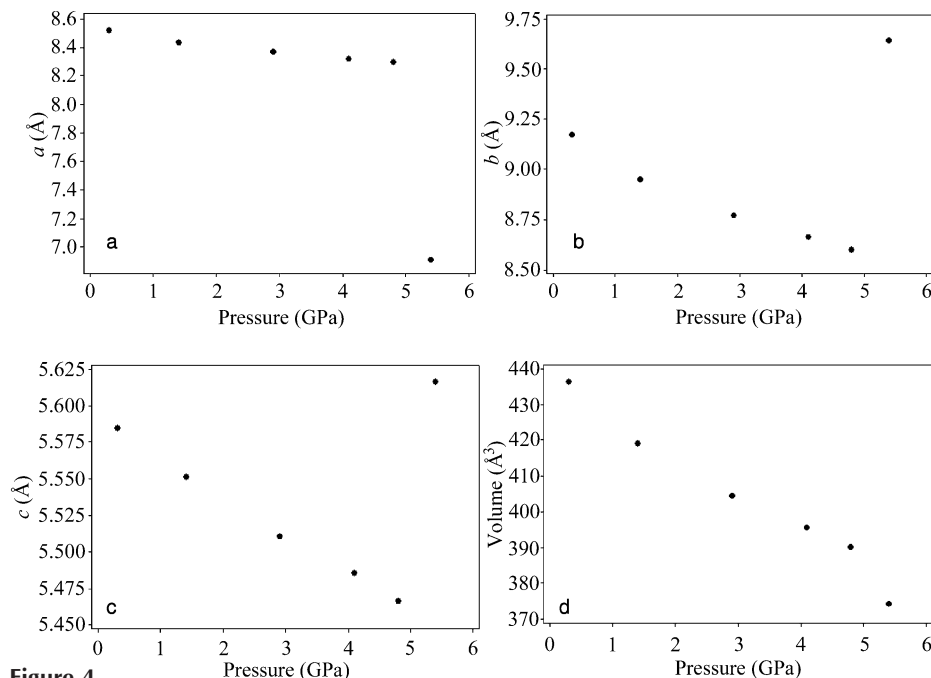 8.6
8.4
8.2
8.0
7.8
7.6
7.4
7.2
7.0
a (Å)
a
0 1 2 3 4 5 6
Pressure (GPa)
9.75
9.50
9.25
9.00
8.75
8.50
b (Å)
b
0 1 2 3 4 5 6
Pressure (GPa)
5.625
5.600
5.575
5.550
5.525
5.500
5.475
5.450
c (Å)
c
0 1 2 3 4 5 6
Pressure (GPa)
440
430
420
410
400
390
380
370
Volume (Å³)
d
0 1 2 3 4 5 6
Pressure (GPa)
Figure 4